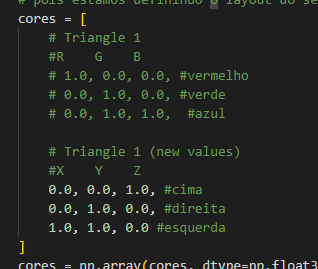 # pois estamos definindo o layout do se
cores = [
# Triangle 1
#R G B
# 1.0, 0.0, 0.0, #vermelho
# 0.0, 1.0, 0.0, #verde
# 0.0, 1.0, 1.0, #azul
# Triangle 1 (new values)
#X Y Z
0.0, 0.0, 1.0, #cima
0.0, 1.0, 0.0, #direita
1.0, 1.0, 0.0 #esquerda
]
cores = np.array(cores, dtype=np.float3